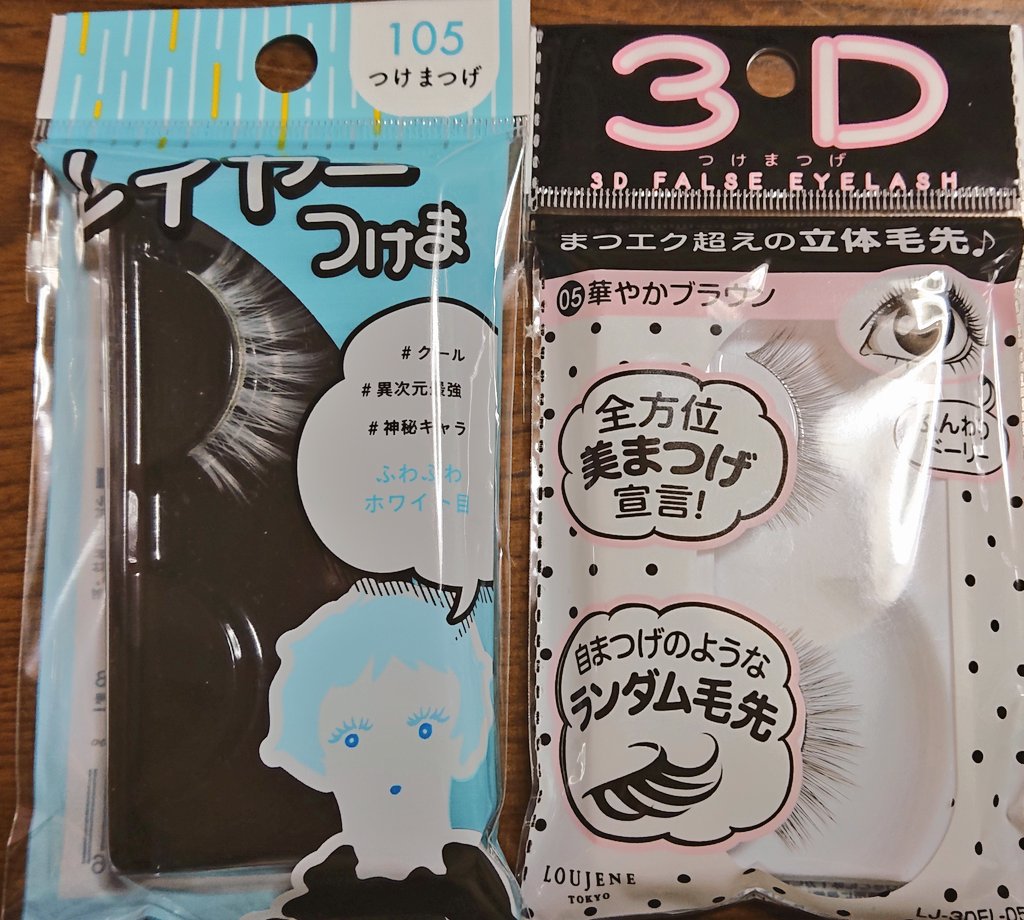 105
つけまつげ
レイヤー
つけま
#クール
#異次元最強
#神秘キャラ
ふわふわ
ホワイト目
3D
つけまつげ
3D FALSE EYELASH
まつエク超えの立体毛先♪
05華やかブラウン
全方位
美まつげ
宣言!
ふんわり
自まつげのような
ランダム毛先
LOUJENE
TOKYO